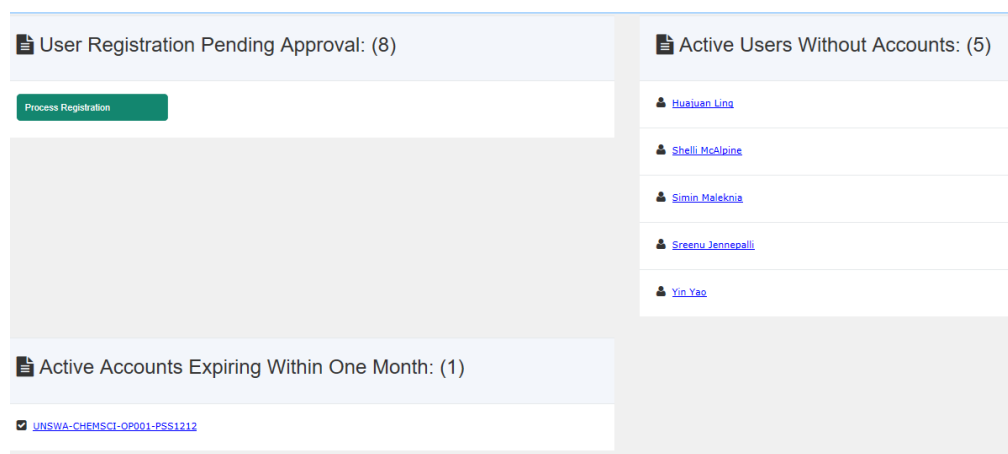 User Registration Pending Approval: (8)
Process Registration
Active Users Without Accounts: (5)
Huajuan Ling
Shelli McAlpine
Simin Maleknia
Sreenu Jennepalli
Yin Yao
Active Accounts Expiring Within One Month: (1)
UNSWA-CHEMSCI-OP001-PSS1212